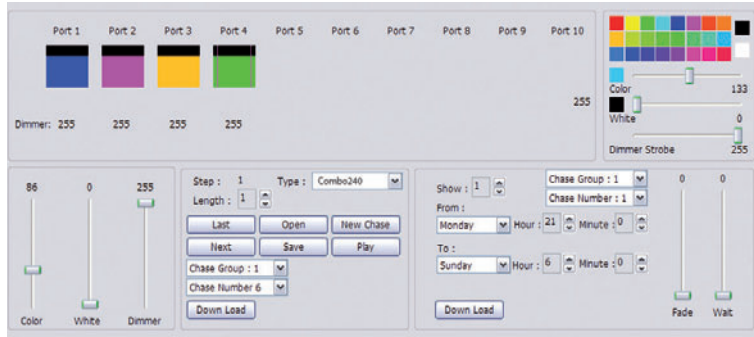 Port 1 Port 2 Port 3 Port 4 Port 5 Port 6 Port 7 Port 8 Port 9 Port 10
255
Dimmer: 255 255 255 255
Color 133
White 0
Dimmer Strobe 255
86 0 255
Color White Dimmer
Step : 1 Type : Combo240
Length : 1
Last Open New Chase
Next Save Play
Chase Group : 1
Chase Number 6
Down Load
Show : 1 Chase Group : 1
Chase Number : 1
From :
Monday Hour : 21 Minute : 0
To :
Sunday Hour : 6 Minute : 0
Down Load
0 0
Fade Wait